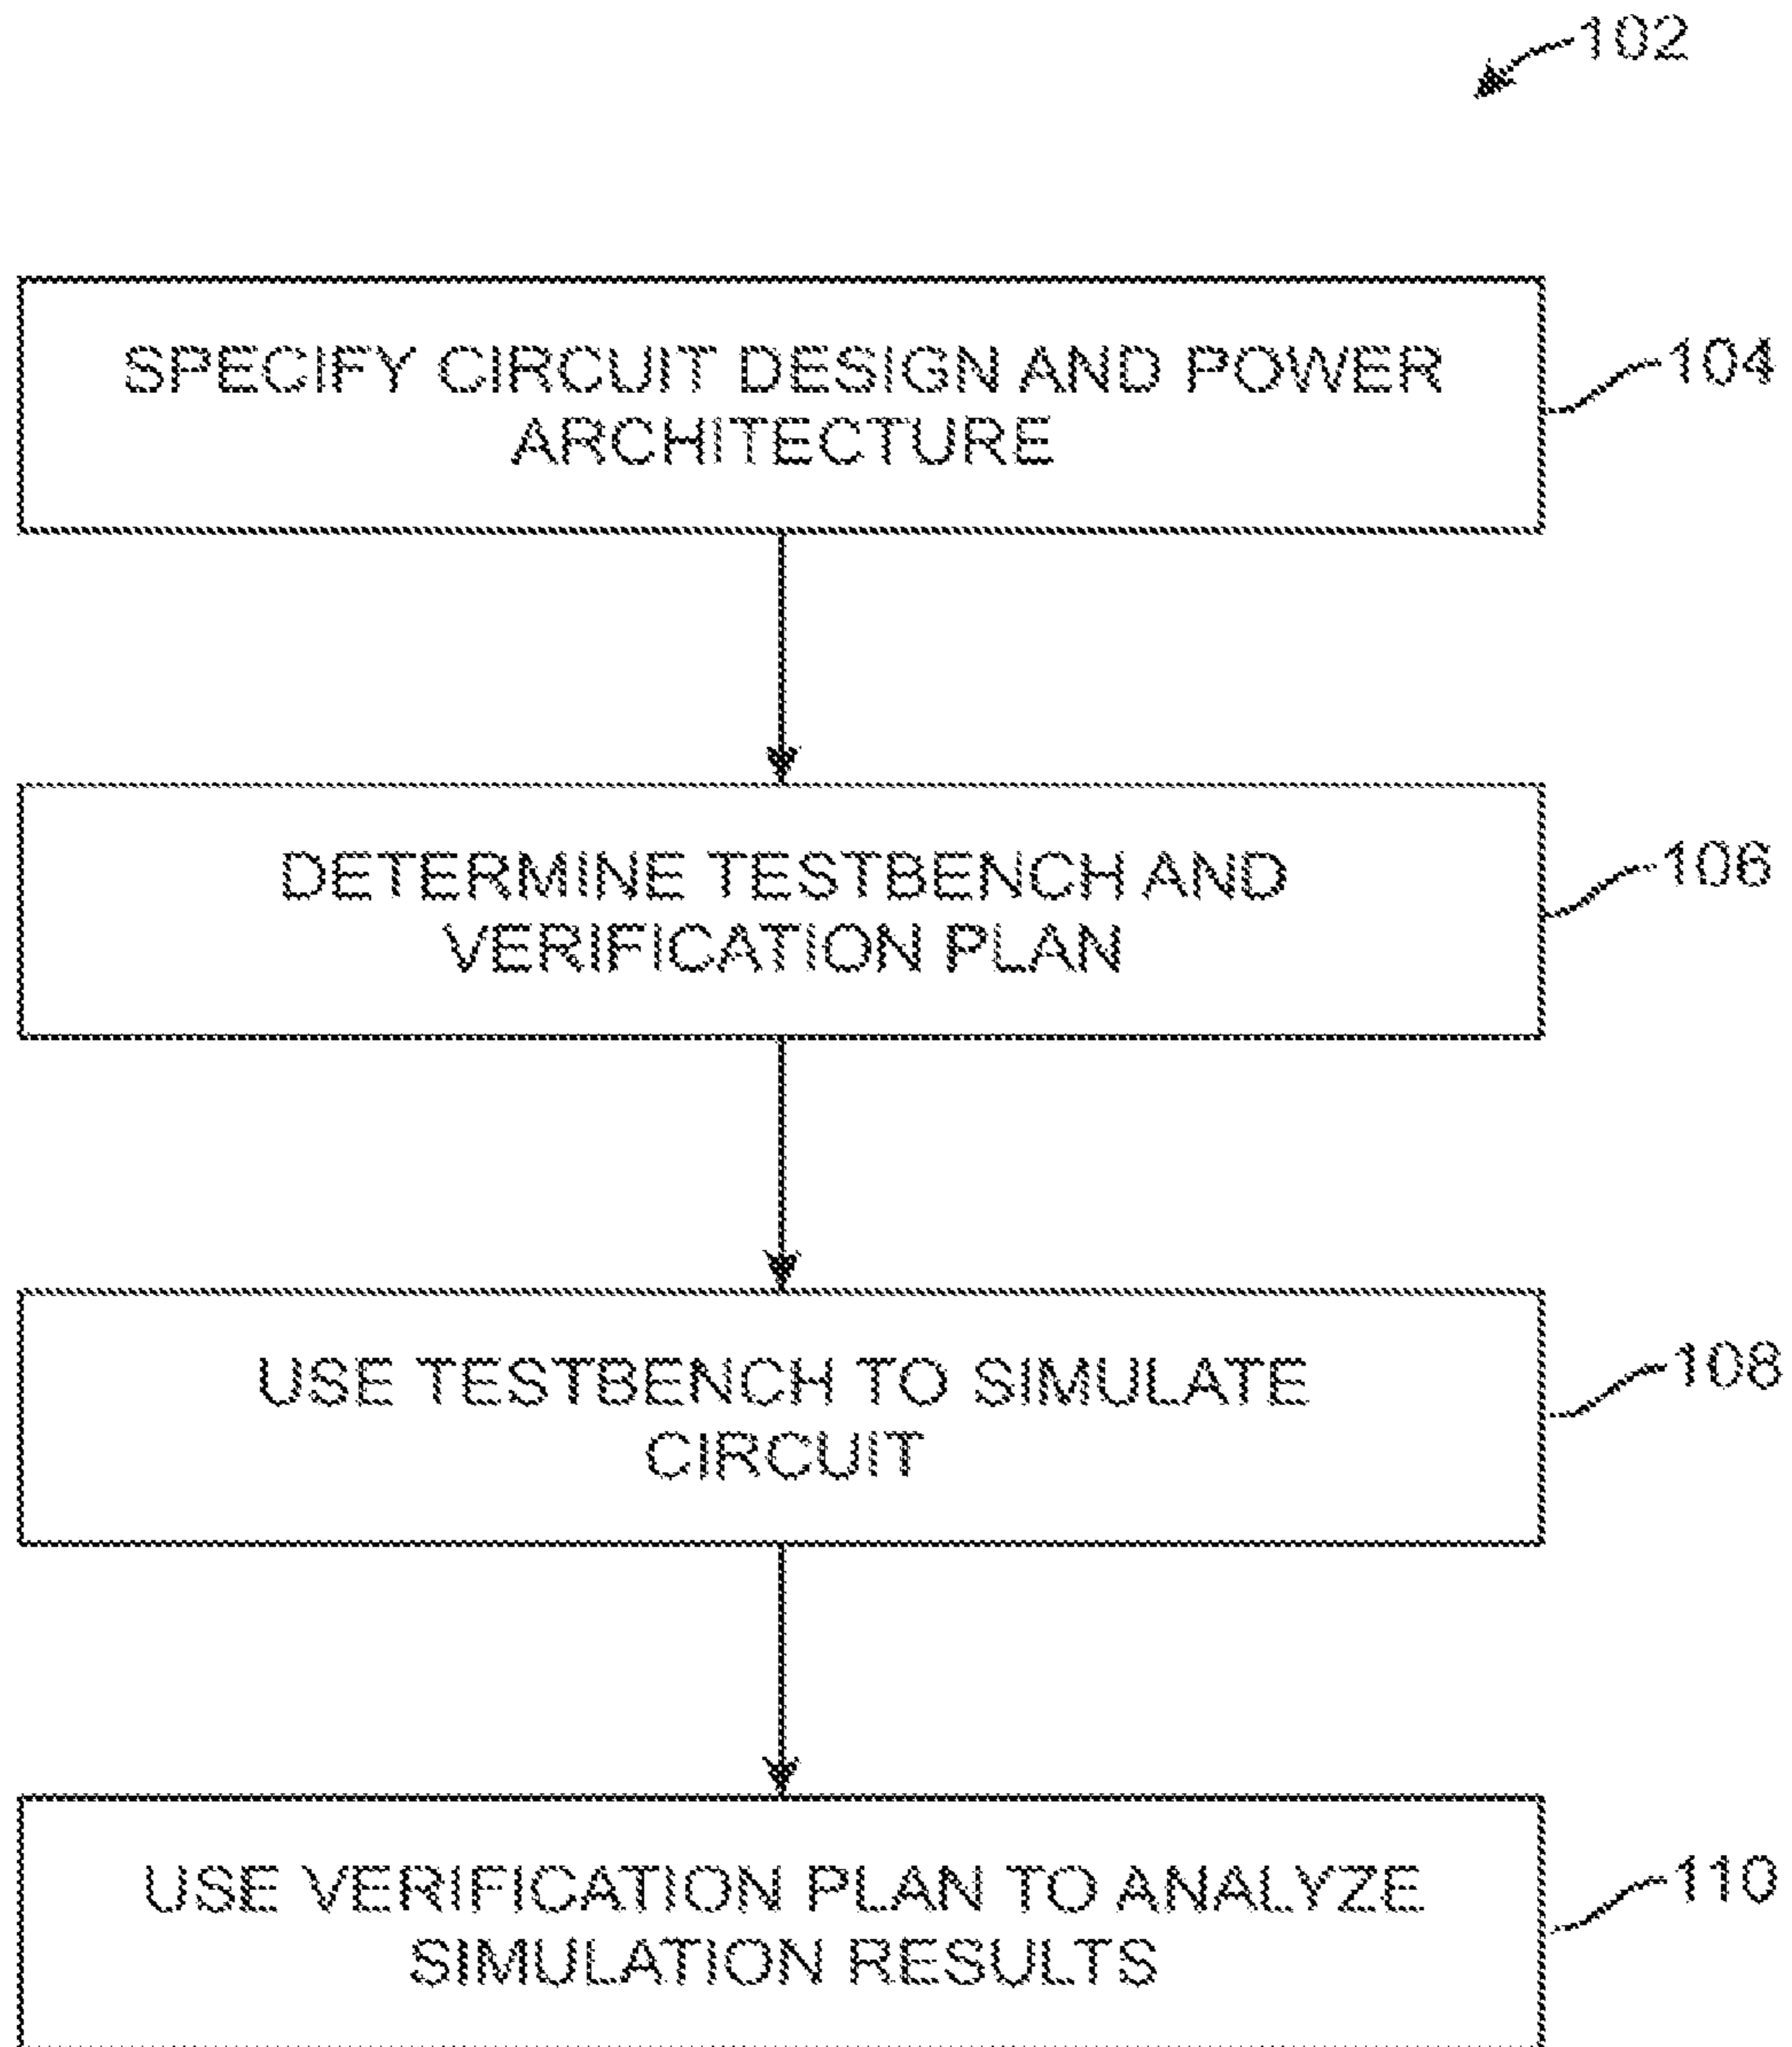 102
SPECIFY CIRCUIT DESIGN AND POWER
ARCHITECTURE
104
DETERMINE TESTBENCH AND
VERIFICATION PLAN
106
USE TESTBENCH TO SIMULATE
CIRCUIT
108
USE VERIFICATION PLAN TO ANALYZE
SIMULATION RESULTS
110